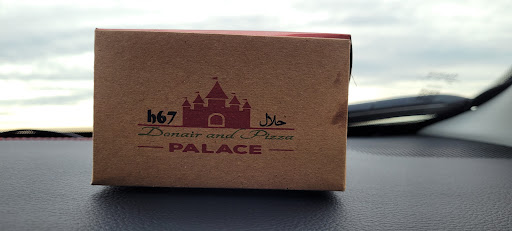 h67 حلال
Donair and Pizza
PALACE